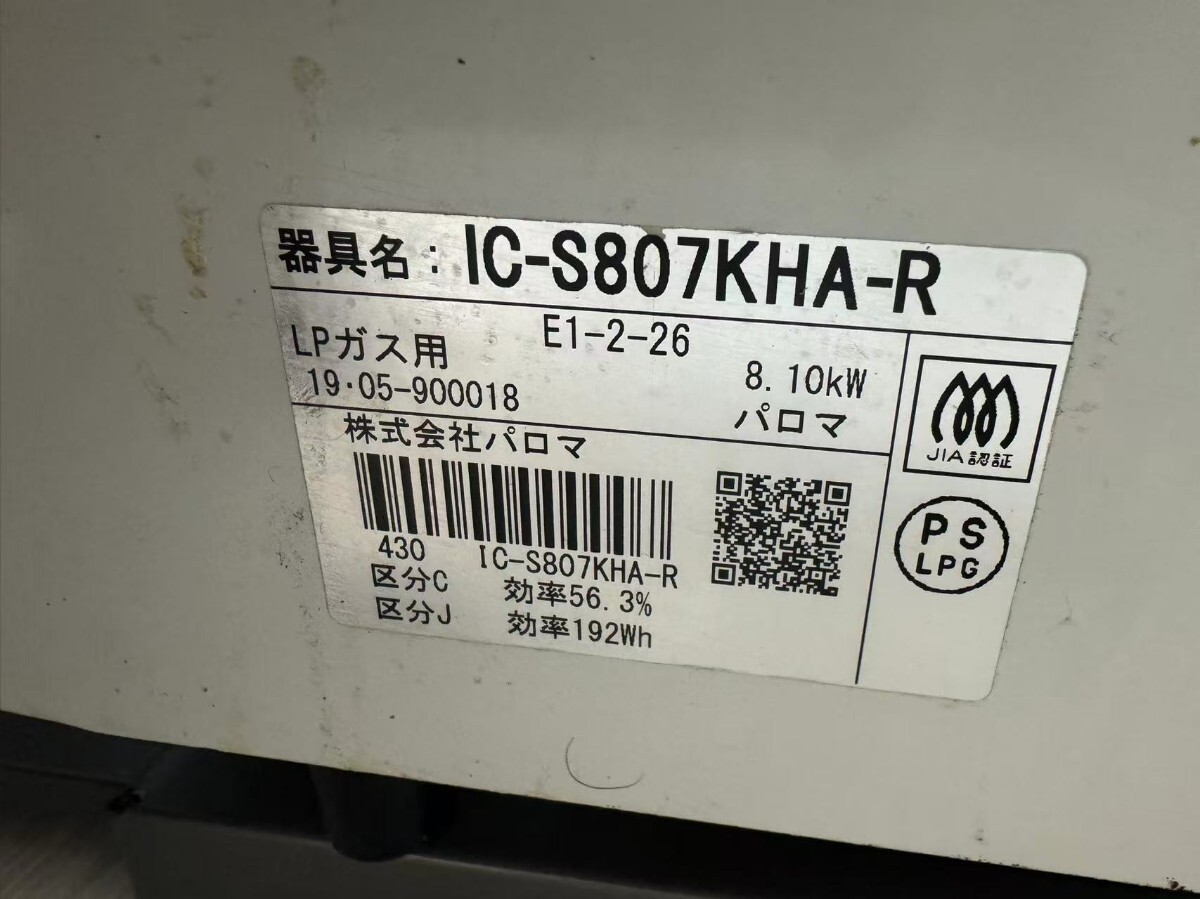 器具名：IC-S807KHA-R
E1-2-26
LPガス用
8.10kW
19・05-900018
パロマ
株式会社パロマ
JIA認証
430 IC-S807KHA-R
区分C 効率56.3%
区分J 効率192Wh
PS
LPG